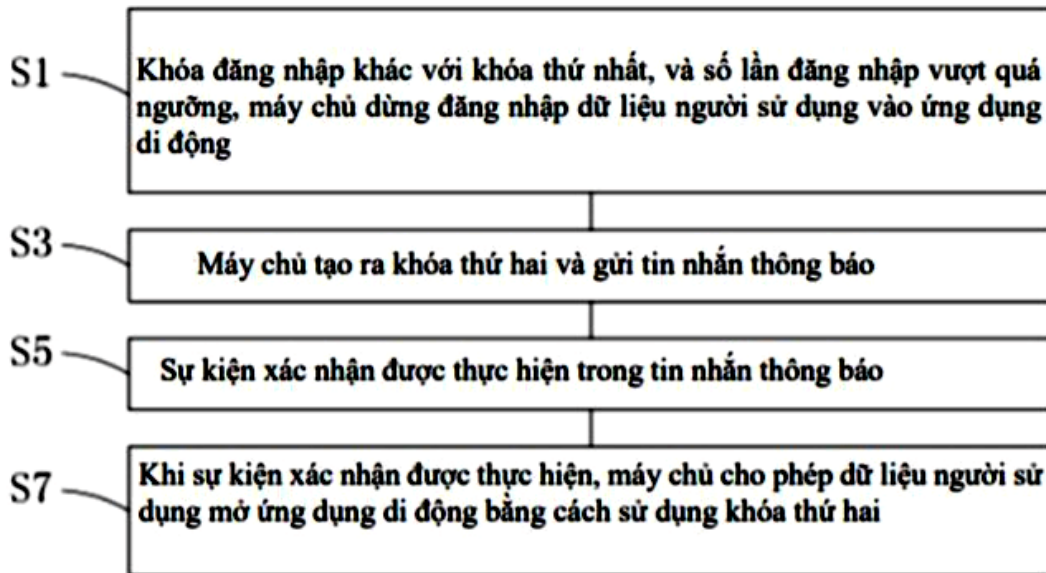 S1
Khóa đăng nhập khác với khóa thứ nhất, và số lần đăng nhập vượt quá
ngưỡng, máy chủ dừng đăng nhập dữ liệu người sử dụng vào ứng dụng
di động
S3
Máy chủ tạo ra khóa thứ hai và gửi tin nhắn thông báo
S5
Sự kiện xác nhận được thực hiện trong tin nhắn thông báo
S7
Khi sự kiện xác nhận được thực hiện, máy chủ cho phép dữ liệu người sử
dụng mở ứng dụng di động bằng cách sử dụng khóa thứ hai